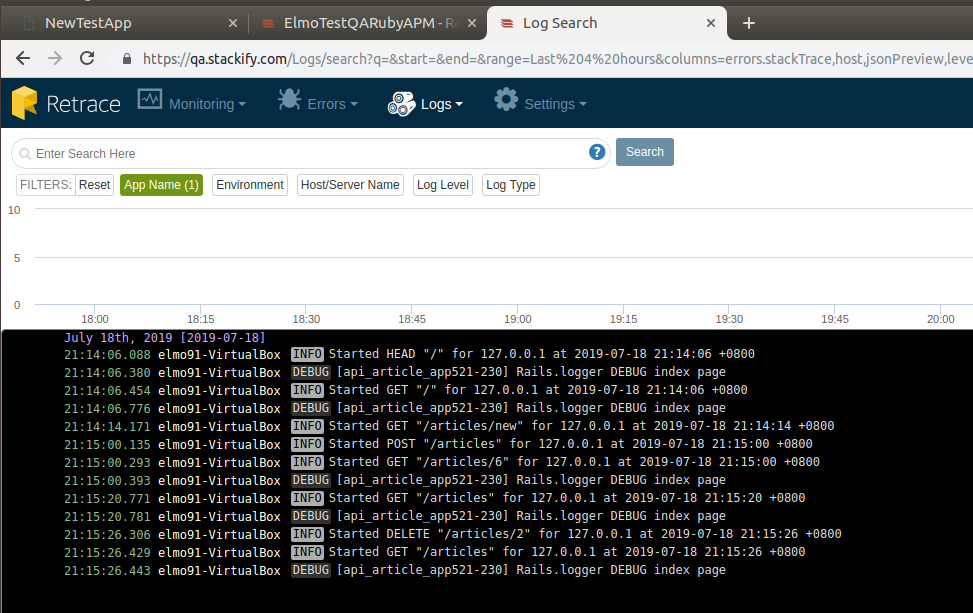 NewTestApp × ElmoTestQARubyAPM - Ra × Log Search × +
https://qa.stackify.com/Logs/search?q=&start=&end=&range=Last%204%20hours&columns=errors.stackTrace,host,jsonPreview,leve
Retrace Monitoring Errors Logs Settings
Enter Search Here ? Search
FILTERS: Reset App Name (1) Environment Host/Server Name Log Level Log Type
10
5
0
18:00 18:15 18:30 18:45 19:00 19:15 19:30 19:45 20:00
July 18th, 2019 [2019-07-18]
21:14:06.088 elmo91-VirtualBox INFO Started HEAD "/" for 127.0.0.1 at 2019-07-18 21:14:06 +0800
21:14:06.380 elmo91-VirtualBox DEBUG [api_article_app521-230] Rails.logger DEBUG index page
21:14:06.454 elmo91-VirtualBox INFO Started GET "/" for 127.0.0.1 at 2019-07-18 21:14:06 +0800
21:14:06.776 elmo91-VirtualBox DEBUG [api_article_app521-230] Rails.logger DEBUG index page
21:14:14.171 elmo91-VirtualBox INFO Started GET "/articles/new" for 127.0.0.1 at 2019-07-18 21:14:14 +0800
21:15:00.135 elmo91-VirtualBox INFO Started POST "/articles" for 127.0.0.1 at 2019-07-18 21:15:00 +0800
21:15:00.293 elmo91-VirtualBox INFO Started GET "/articles/6" for 127.0.0.1 at 2019-07-18 21:15:00 +0800
21:15:00.393 elmo91-VirtualBox DEBUG [api_article_app521-230] Rails.logger DEBUG index page
21:15:20.771 elmo91-VirtualBox INFO Started GET "/articles" for 127.0.0.1 at 2019-07-18 21:15:20 +0800
21:15:20.781 elmo91-VirtualBox DEBUG [api_article_app521-230] Rails.logger DEBUG index page
21:15:26.306 elmo91-VirtualBox INFO Started DELETE "/articles/2" for 127.0.0.1 at 2019-07-18 21:15:26 +0800
21:15:26.429 elmo91-VirtualBox INFO Started GET "/articles" for 127.0.0.1 at 2019-07-18 21:15:26 +0800
21:15:26.443 elmo91-VirtualBox DEBUG [api_article_app521-230] Rails.logger DEBUG index page